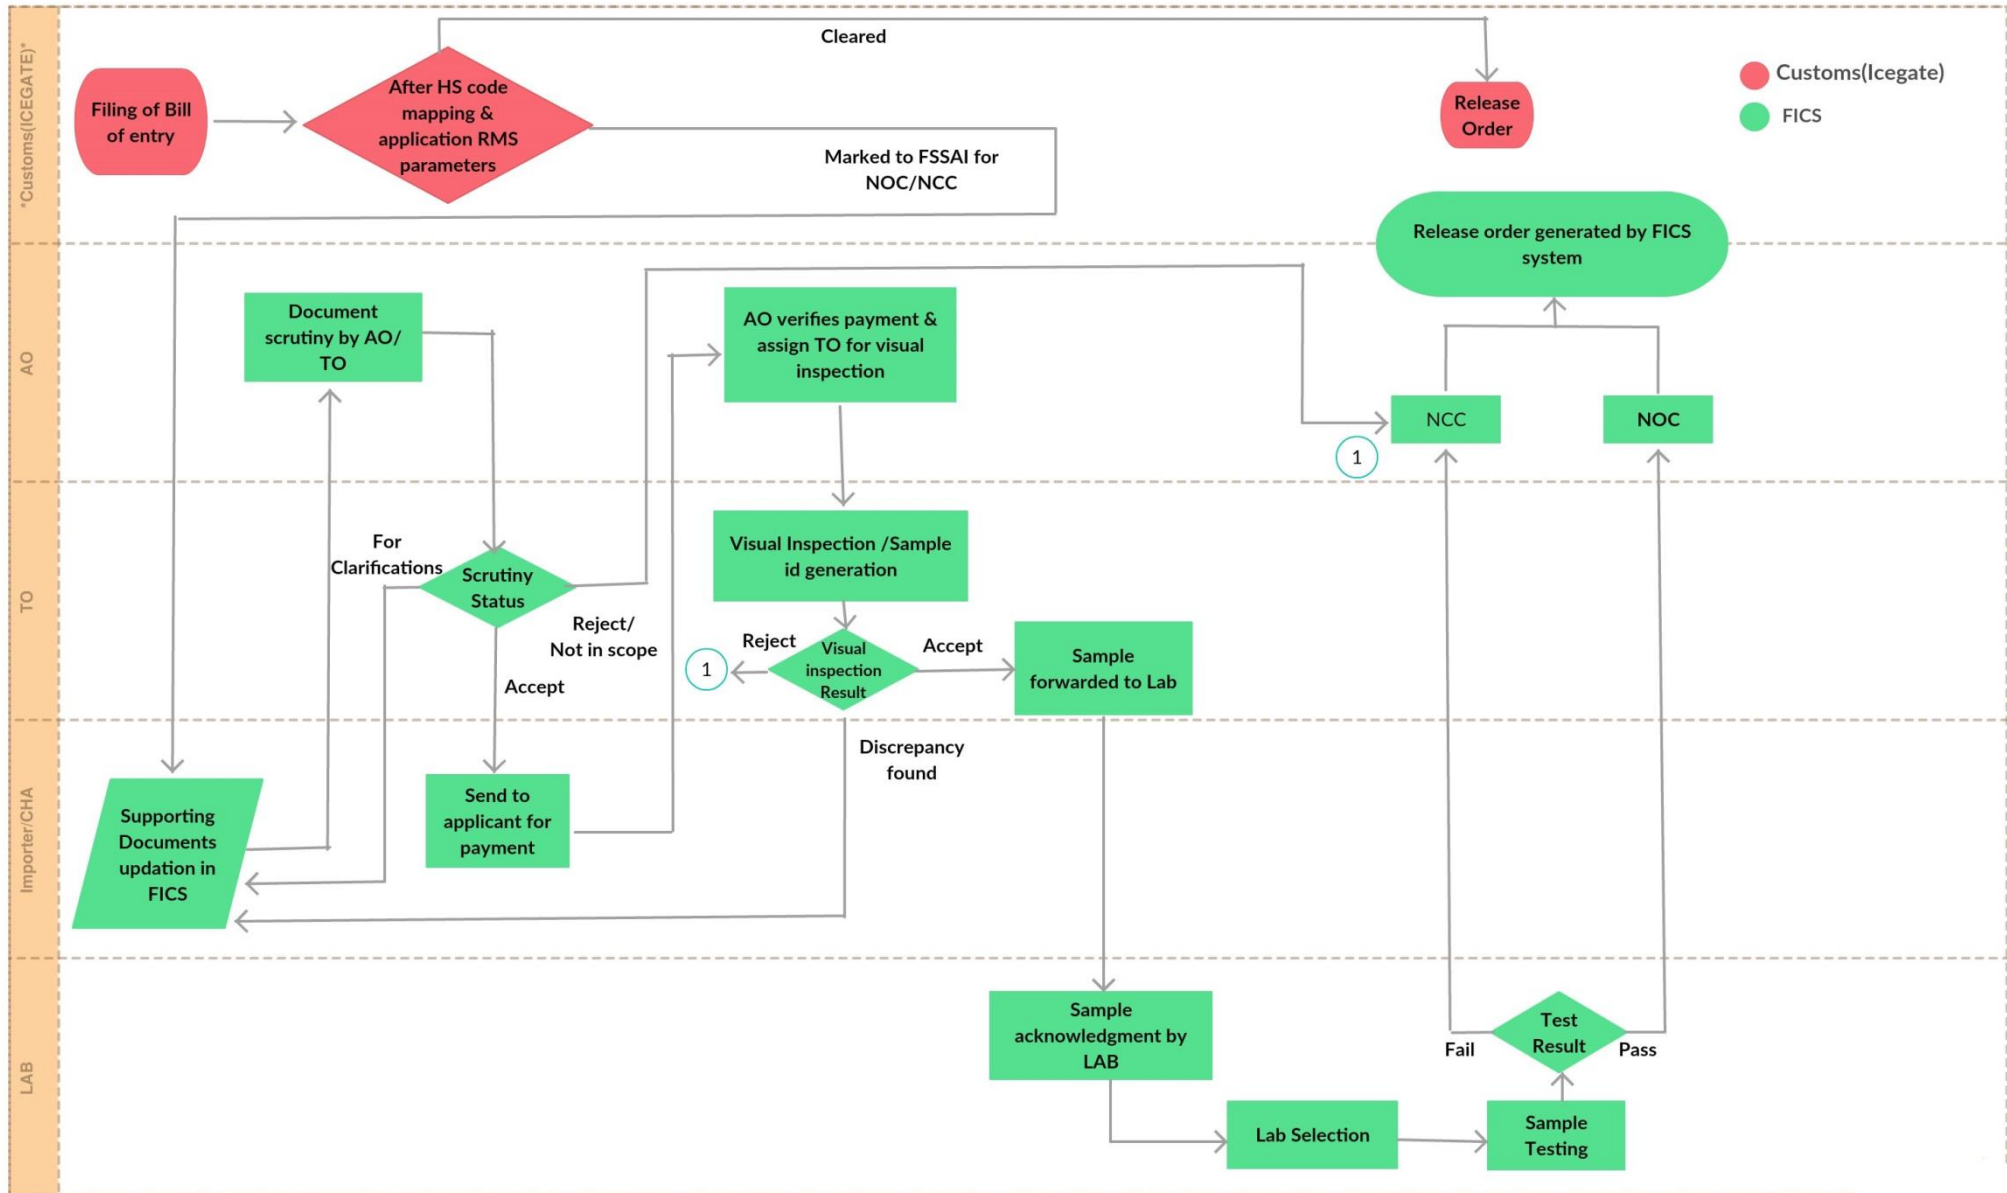 *Customs(ICEGATE)*
Filing of Bill
of entry
After HS code
mapping &
application RMS
parameters
Cleared
Marked to FSSAI for
NOC/NCC
Release
Order
Customs(Icegate)
FICS
Release order generated by FICS
system
AO
Document
scrutiny by AO/
TO
AO verifies payment &
assign TO for visual
inspection
NCC
NOC
1
TO
For
Clarifications
Scrutiny
Status
Reject/
Not in scope
Accept
Visual Inspection /Sample
id generation
1
Reject
Visual
inspection
Result
Accept
Sample
forwarded to Lab
Importer/CHA
Supporting
Documents
updation in
FICS
Send to
applicant for
payment
Discrepancy
found
LAB
Sample
acknowledgment by
LAB
Lab Selection
Sample
Testing
Test
Result
Fail
Pass